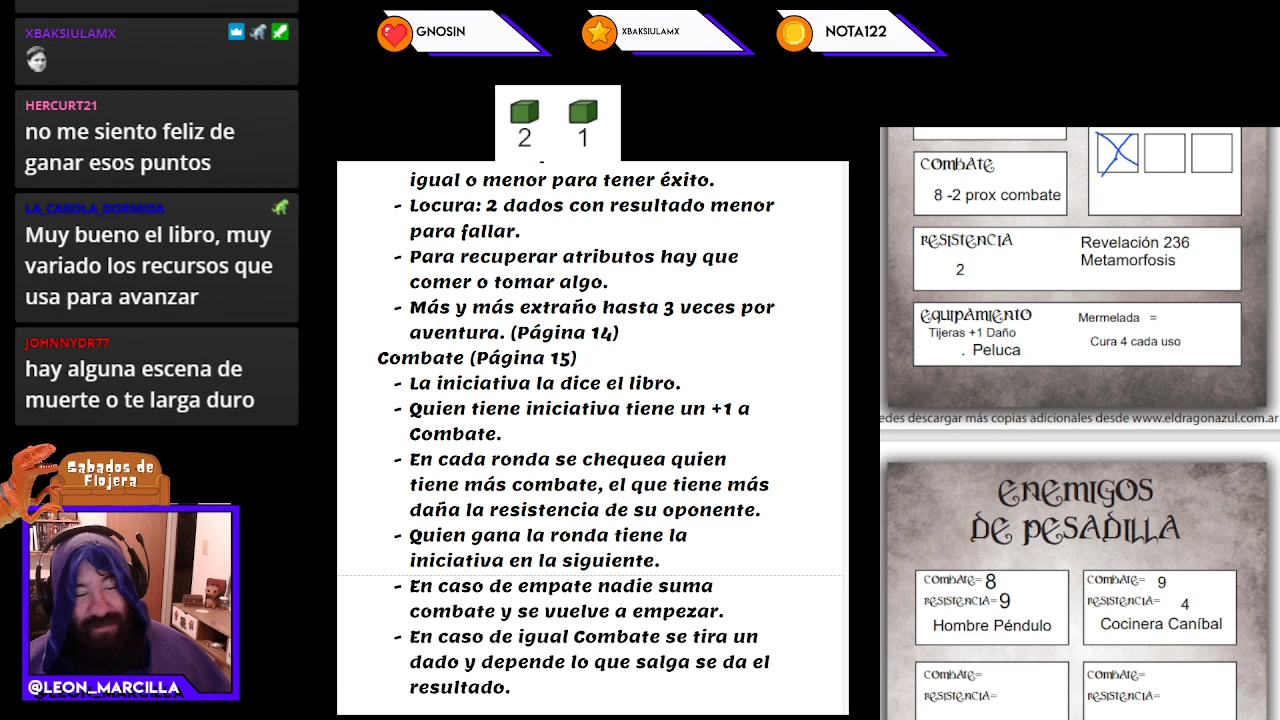 XBAKSIULAMX
HERCURT21
no me siento feliz de
ganar esos puntos
LA_CABOLA_DORMIDA
Muy bueno el libro, muy
variado los recursos que
usa para avanzar
JOHNNYDR77
hay alguna escena de
muerte o te larga duro
Sabados de
Flojera
@LEON_MARCILLA
GNOSIN
XBAKSIULAMX
NOTA122
2 1
igual o menor para tener éxito.
- Locura: 2 dados con resultado menor
para fallar.
- Para recuperar atributos hay que
comer o tomar algo.
- Más y más extraño hasta 3 veces por
aventura. (Página 14)
Combate (Página 15)
- La iniciativa la dice el libro.
- Quien tiene iniciativa tiene un +1 a
Combate.
- En cada ronda se chequea quien
tiene más combate, el que tiene más
daña la resistencia de su oponente.
- Quien gana la ronda tiene la
iniciativa en la siguiente.
- En caso de empate nadie suma
combate y se vuelve a empezar.
- En caso de igual Combate se tira un
dado y depende lo que salga se da el
resultado.
COMBATE
8 -2 prox combate
RESISTENCIA
2
Revelación 236
Metamorfosis
EQUIPAMIENTO
Tijeras +1 Daño
. Peluca
Mermelada =
Cura 4 cada uso
edes descargar más copias adicionales desde www.eldragonazul.com.ar
ENEMIGOS
DE PESADILLA
COMBATE= 8
RESISTENCIA= 9
Hombre Péndulo
COMBATE= 9
RESISTENCIA= 4
Cocinera Caníbal
COMBATE=
RESISTENCIA=
COMBATE=
RESISTENCIA=